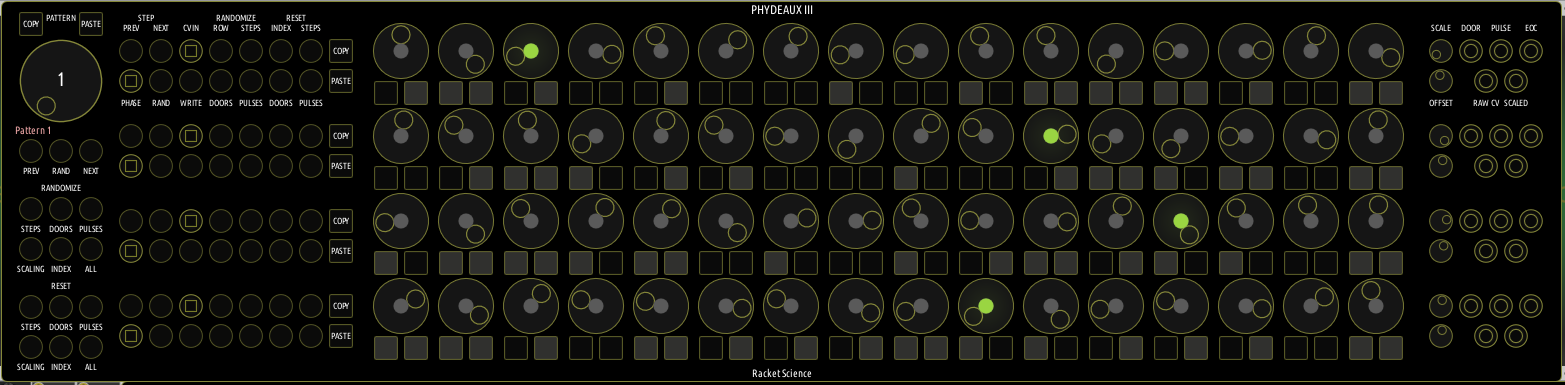 PHYDEAUX III
COPY PATTERN PASTE
1
Pattern 1
PREV RAND NEXT
RANDOMIZE
STEPS DOORS PULSES
SCALING INDEX ALL
RESET
STEPS DOORS PULSES
SCALING INDEX ALL
STEP RANDOMIZE RESET
PREV NEXT CV IN ROW STEPS INDEX STEPS
COPY
PASTE
PHASE RAND WRITE DOORS PULSES DOORS PULSES
COPY
PASTE
COPY
PASTE
COPY
PASTE
SCALE DOOR PULSE EOC
OFFSET RAW CV SCALED
Racket Science